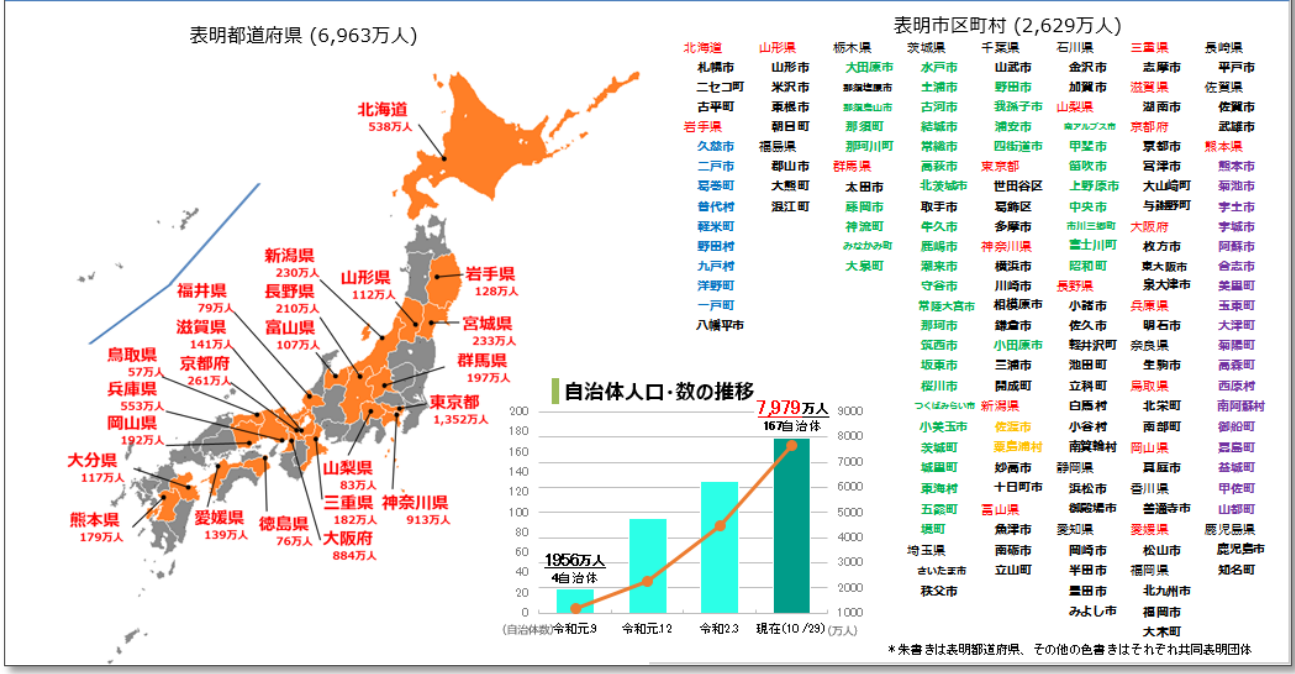 表明都道府県 (6,963万人)
北海道
538万人
新潟県
230万人
山形県
112万人
岩手県
128万人
福井県
79万人
長野県
210万人
宮城県
233万人
滋賀県
141万人
富山県
107万人
群馬県
197万人
鳥取県
57万人
京都府
261万人
兵庫県
553万人
東京都
1,352万人
岡山県
192万人
大分県
117万人
山梨県
83万人
三重県
182万人
神奈川県
913万人
熊本県
179万人
愛媛県
139万人
徳島県
76万人
大阪府
884万人
自治体人口・数の推移
7,979万人
167自治体
1956万人
4自治体
200
180
160
140
120
100
80
60
40
20
0
9000
8000
7000
6000
5000
4000
3000
2000
1000
(自治体数)
令和元.9
令和元.12
令和2.3
現在(10/29)
(万人)
表明市区町村 (2,629万人)
北海道
札幌市
ニセコ町
古平町
岩手県
久慈市
二戸市
葛巻町
普代村
軽米町
野田村
九戸村
洋野町
一戸町
八幡平市
山形県
山形市
米沢市
東根市
朝日町
福島県
郡山市
大熊町
浪江町
栃木県
大田原市
那須塩原市
那須烏山市
那須町
那珂川町
群馬県
太田市
藤岡市
神流町
みなかみ町
大泉町
茨城県
水戸市
土浦市
古河市
結城市
常総市
高萩市
北茨城市
取手市
牛久市
鹿嶋市
潮来市
守谷市
常陸大宮市
那珂市
筑西市
坂東市
桜川市
つくばみらい市
小美玉市
茨城町
城里町
東海村
五霞町
境町
埼玉県
さいたま市
秩父市
千葉県
山武市
野田市
我孫子市
浦安市
四街道市
東京都
世田谷区
葛飾区
多摩市
神奈川県
横浜市
川崎市
相模原市
鎌倉市
小田原市
三浦市
開成町
新潟県
佐渡市
粟島浦村
妙高市
十日町市
富山県
魚津市
南砺市
立山町
石川県
金沢市
加賀市
山梨県
南アルプス市
甲斐市
笛吹市
上野原市
中央市
市川三郷町
富士川町
昭和町
長野県
小諸市
佐久市
軽井沢町
池田町
立科町
白馬村
小谷村
南箕輪村
静岡県
浜松市
御殿場市
愛知県
岡崎市
半田市
豊田市
みよし市
三重県
志摩市
滋賀県
湖南市
京都府
京都市
宮津市
大山崎町
与謝野町
大阪府
枚方市
東大阪市
泉大津市
兵庫県
明石市
奈良県
生駒市
鳥取県
北栄町
南部町
岡山県
真庭市
香川県
善通寺市
愛媛県
松山市
福岡県
北九州市
福岡市
大木町
長崎県
平戸市
佐賀県
佐賀市
武雄市
熊本県
熊本市
菊池市
宇土市
宇城市
阿蘇市
合志市
美里町
玉東町
大津町
菊陽町
高森町
西原村
南阿蘇村
御船町
嘉島町
益城町
甲佐町
山都町
鹿児島県
鹿児島市
知名町
*朱書きは表明都道府県、その他の色書きはそれぞれ共同表明団体